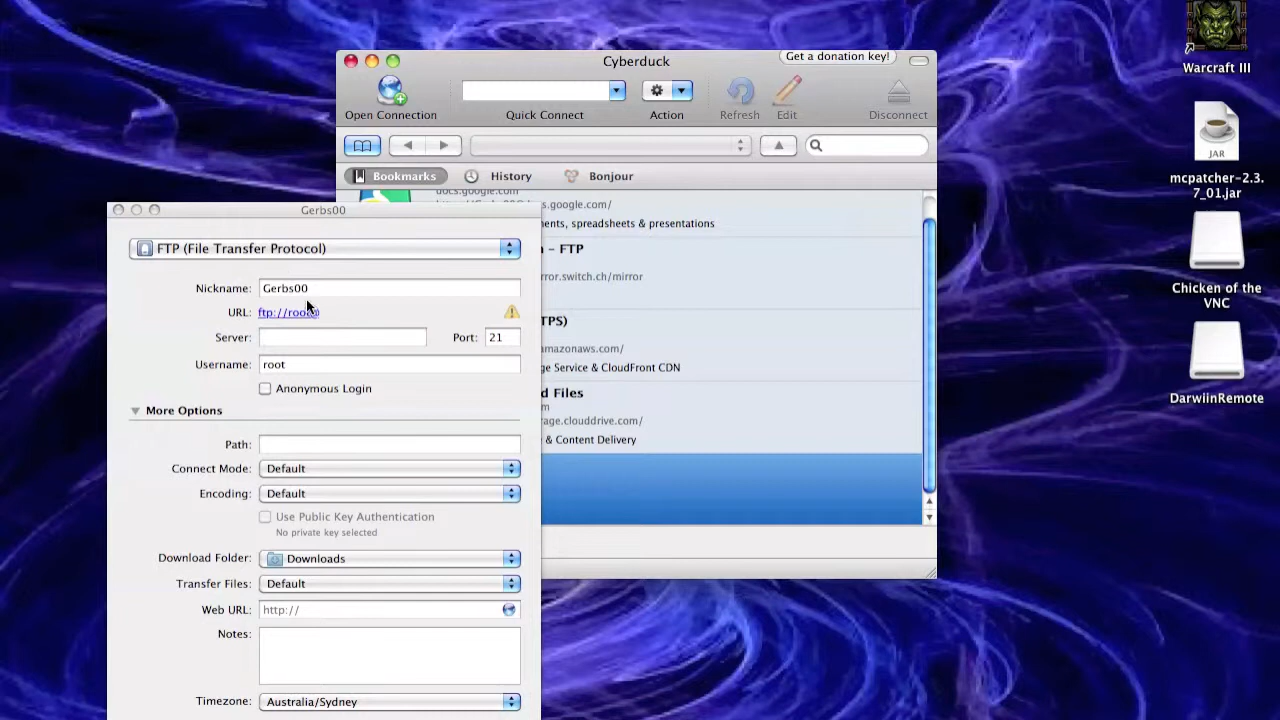 Cyberduck
Get a donation key!
Open Connection
Quick Connect
Action
Refresh
Edit
Disconnect
Bookmarks
History
Bonjour
docs.google.com
s.google.com/
ents, spreadsheets & presentations
– FTP
rror.switch.ch/mirror
TPS)
amazonaws.com/
ge Service & CloudFront CDN
d Files
m
rage.clouddrive.com/
& Content Delivery
Gerbs00
FTP (File Transfer Protocol)
Nickname: Gerbs00
URL:
Server:
Port: 21
Username: root
Anonymous Login
More Options
Path:
Connect Mode: Default
Encoding: Default
Use Public Key Authentication
No private key selected
Download Folder: Downloads
Transfer Files: Default
Web URL: http://
Notes:
Timezone: Australia/Sydney
Warcraft III
JAR
mcpatcher-2.3.
7_01.jar
Chicken of the
VNC
DarwiinRemote